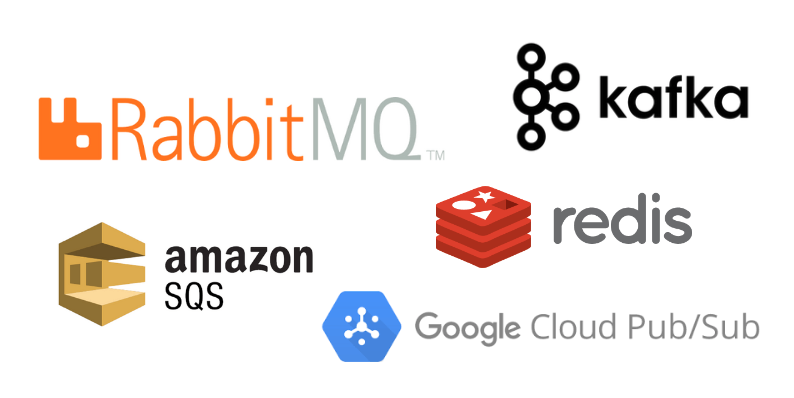 RabbitMQ™
kafka
redis
amazon
SQS
Google Cloud Pub/Sub